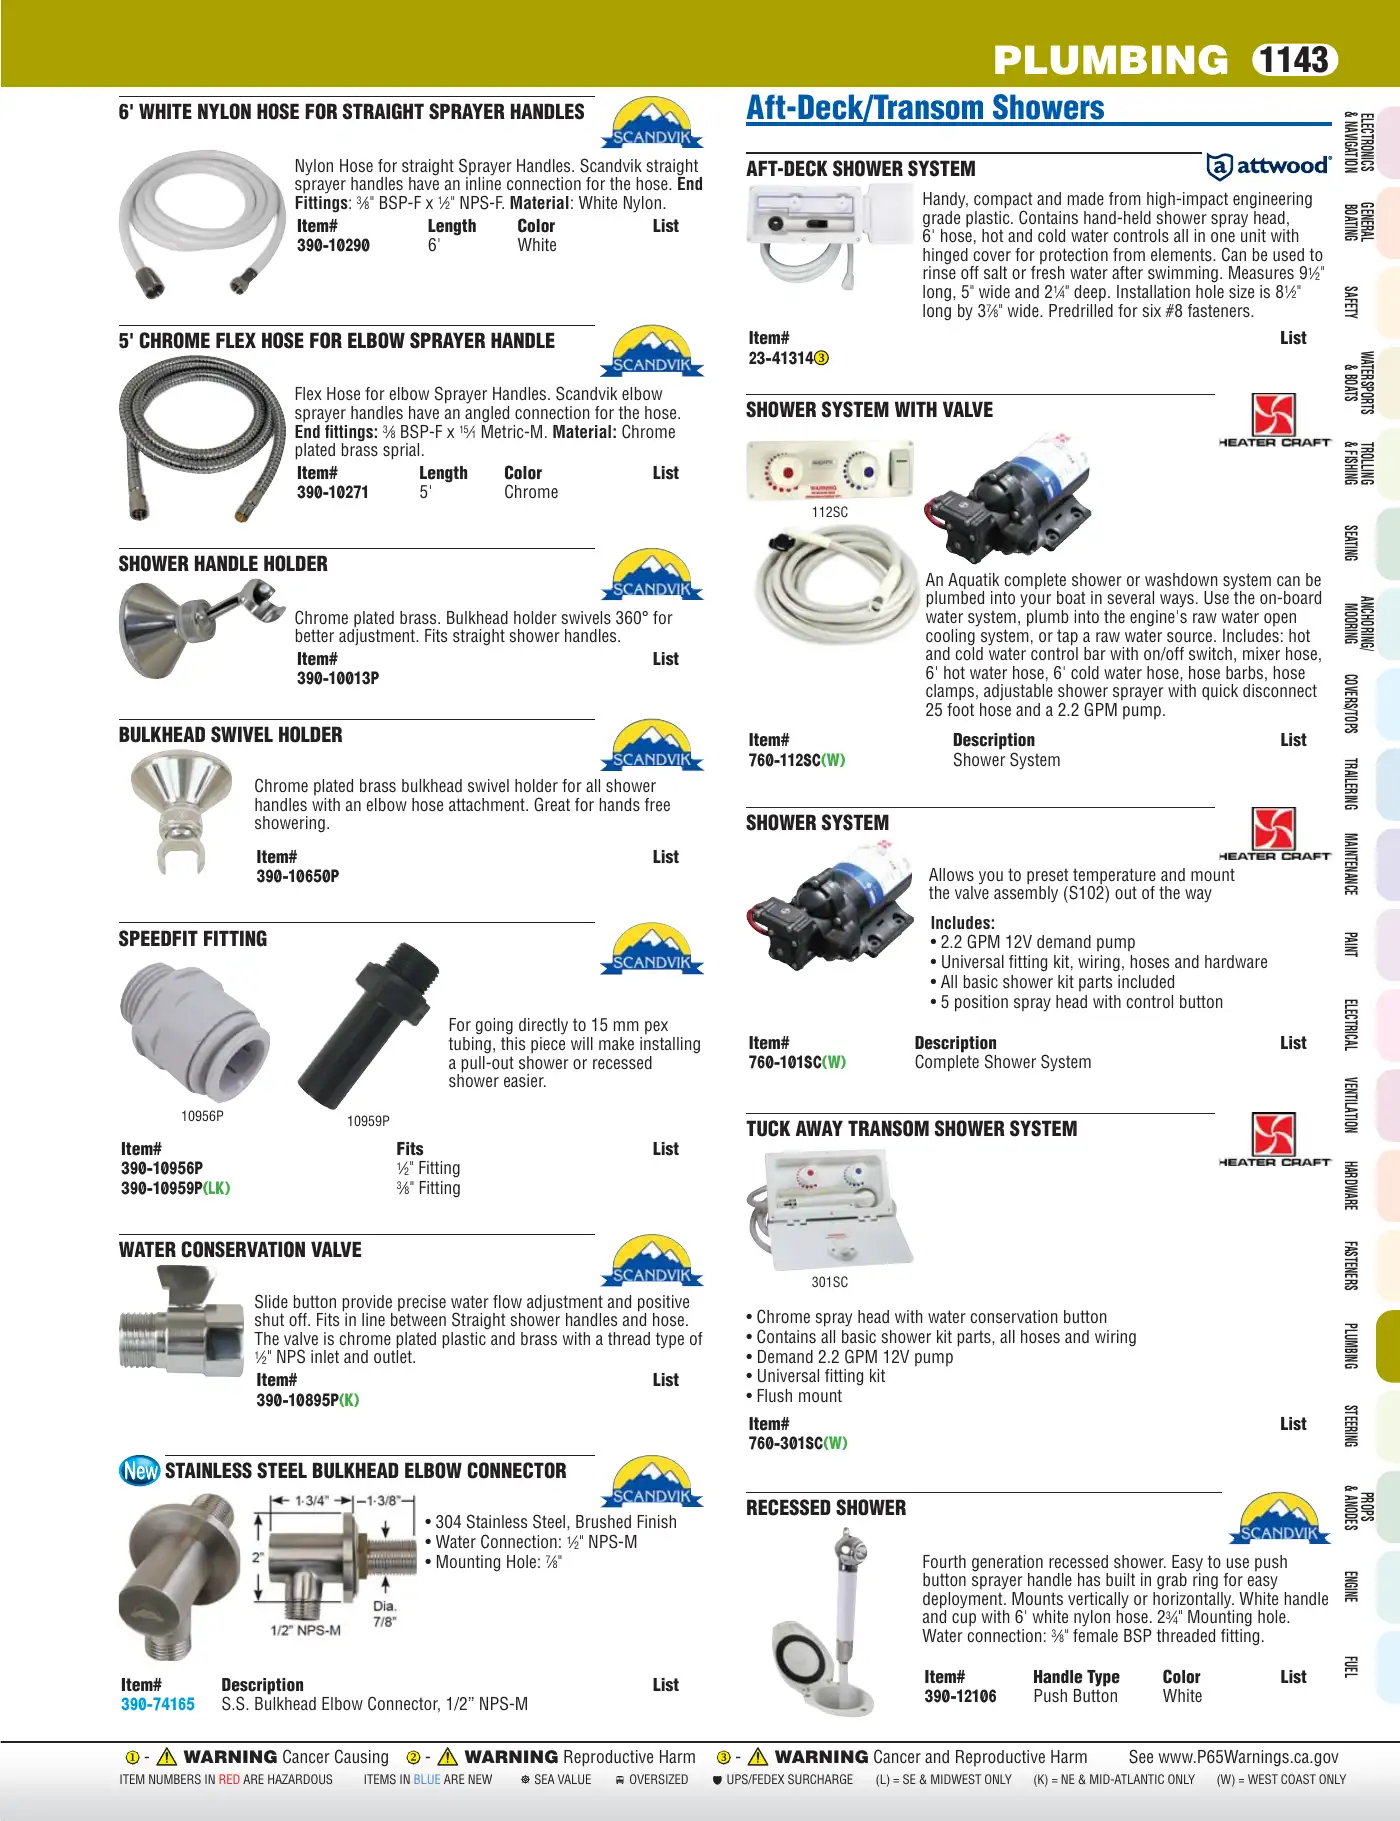 PLUMBING 1143
6' WHITE NYLON HOSE FOR STRAIGHT SPRAYER HANDLES
SCANDVIK
Nylon Hose for straight Sprayer Handles. Scandvik straight
sprayer handles have an inline connection for the hose. End
Fittings: ⅜" BSP-F x ½" NPS-F. Material: White Nylon.
Item# Length Color List
390-10290 6' White
5' CHROME FLEX HOSE FOR ELBOW SPRAYER HANDLE
SCANDVIK
Flex Hose for elbow Sprayer Handles. Scandvik elbow
sprayer handles have an angled connection for the hose.
End fittings: ⅜ BSP-F x 15⁄1 Metric-M. Material: Chrome
plated brass sprial.
Item# Length Color List
390-10271 5' Chrome
SHOWER HANDLE HOLDER
SCANDVIK
Chrome plated brass. Bulkhead holder swivels 360° for
better adjustment. Fits straight shower handles.
Item# List
390-10013P
BULKHEAD SWIVEL HOLDER
SCANDVIK
Chrome plated brass bulkhead swivel holder for all shower
handles with an elbow hose attachment. Great for hands free
showering.
Item# List
390-10650P
SPEEDFIT FITTING
SCANDVIK
For going directly to 15 mm pex
tubing, this piece will make installing
a pull-out shower or recessed
shower easier.
10956P
10959P
Item# Fits List
390-10956P ½" Fitting
390-10959P(LK) ⅜" Fitting
WATER CONSERVATION VALVE
SCANDVIK
Slide button provide precise water flow adjustment and positive
shut off. Fits in line between Straight shower handles and hose.
The valve is chrome plated plastic and brass with a thread type of
½" NPS inlet and outlet.
Item# List
390-10895P(K)
New STAINLESS STEEL BULKHEAD ELBOW CONNECTOR
SCANDVIK
1-3/4" 1-3/8"
2"
Dia.
7/8"
1/2" NPS-M
• 304 Stainless Steel, Brushed Finish
• Water Connection: ½" NPS-M
• Mounting Hole: ⅞"
Item# Description List
390-74165 S.S. Bulkhead Elbow Connector, 1/2” NPS-M
Aft-Deck/Transom Showers
AFT-DECK SHOWER SYSTEM
attwood
Handy, compact and made from high-impact engineering
grade plastic. Contains hand-held shower spray head,
6' hose, hot and cold water controls all in one unit with
hinged cover for protection from elements. Can be used to
rinse off salt or fresh water after swimming. Measures 9½"
long, 5" wide and 2¼" deep. Installation hole size is 8½"
long by 3⅞" wide. Predrilled for six #8 fasteners.
Item# List
23-41314③
SHOWER SYSTEM WITH VALVE
HEATER CRAFT
WARNING
112SC
An Aquatik complete shower or washdown system can be
plumbed into your boat in several ways. Use the on-board
water system, plumb into the engine's raw water open
cooling system, or tap a raw water source. Includes: hot
and cold water control bar with on/off switch, mixer hose,
6' hot water hose, 6' cold water hose, hose barbs, hose
clamps, adjustable shower sprayer with quick disconnect
25 foot hose and a 2.2 GPM pump.
Item# Description List
760-112SC(W) Shower System
SHOWER SYSTEM
HEATER CRAFT
Allows you to preset temperature and mount
the valve assembly (S102) out of the way
Includes:
• 2.2 GPM 12V demand pump
• Universal fitting kit, wiring, hoses and hardware
• All basic shower kit parts included
• 5 position spray head with control button
Item# Description List
760-101SC(W) Complete Shower System
TUCK AWAY TRANSOM SHOWER SYSTEM
HEATER CRAFT
301SC
• Chrome spray head with water conservation button
• Contains all basic shower kit parts, all hoses and wiring
• Demand 2.2 GPM 12V pump
• Universal fitting kit
• Flush mount
Item# List
760-301SC(W)
RECESSED SHOWER
SCANDVIK
Fourth generation recessed shower. Easy to use push
button sprayer handle has built in grab ring for easy
deployment. Mounts vertically or horizontally. White handle
and cup with 6' white nylon hose. 2¾" Mounting hole.
Water connection: ⅜" female BSP threaded fitting.
Item# Handle Type Color List
390-12106 Push Button White
ELECTRONICS
& NAVIGATION
GENERAL
BOATING
SAFETY
WATERSPORTS
& BOATS
TROLLING
& FISHING
SEATING
ANCHORING/
MOORING
COVERS/TOPS
TRAILERING
MAINTENANCE
PAINT
ELECTRICAL
VENTILATION
HARDWARE
FASTENERS
PLUMBING
STEERING
PROPS
& ANODES
ENGINE
FUEL
① - ⚠ WARNING Cancer Causing ② - ⚠ WARNING Reproductive Harm ③ - ⚠ WARNING Cancer and Reproductive Harm See www.P65Warnings.ca.gov
ITEM NUMBERS IN RED ARE HAZARDOUS ITEMS IN BLUE ARE NEW SEA VALUE OVERSIZED UPS/FEDEX SURCHARGE (L) = SE & MIDWEST ONLY (K) = NE & MID-ATLANTIC ONLY (W) = WEST COAST ONLY